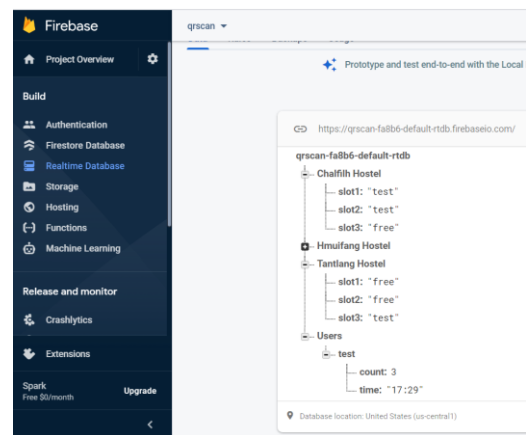 Firebase
qrscan
Project Overview
Prototype and test end-to-end with the Local
Build
Authentication
Firestore Database
Realtime Database
Storage
Hosting
Functions
Machine Learning
Release and monitor
Crashlytics
Extensions
Spark
Free $0/month
Upgrade
https://qrscan-fa8b6-default-rtdb.firebaseio.com/
qrscan-fa8b6-default-rtdb
Chalfilh Hostel
slot1: "test"
slot2: "test"
slot3: "free"
Hmuifang Hostel
Tantlang Hostel
slot1: "free"
slot2: "free"
slot3: "test"
Users
test
count: 3
time: "17:29"
Database location: United States (us-central1)